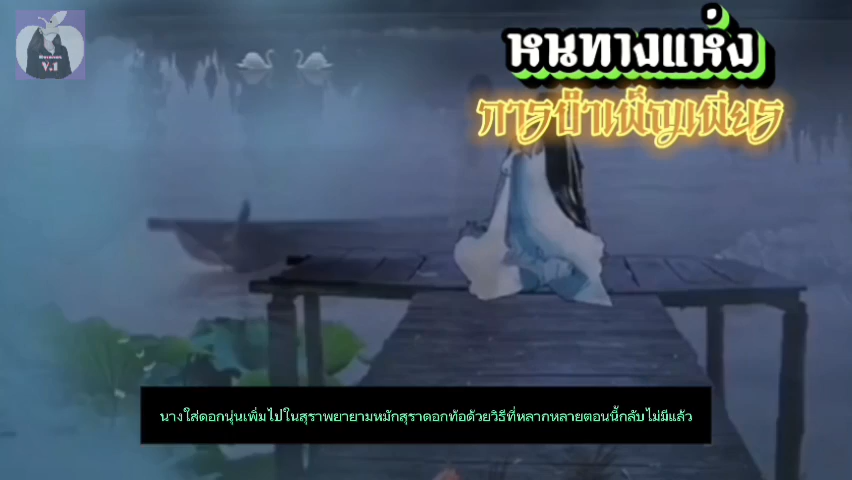 หนทางแห่ง
การบำเพ็ญเพียร
V.1
นางใส่ดอกนุ่นเพิ่มไปในสุราพยายามหมักสุราดอกท้อด้วยวิธีที่หลากหลายตอนนี้กลับไม่มีแล้ว